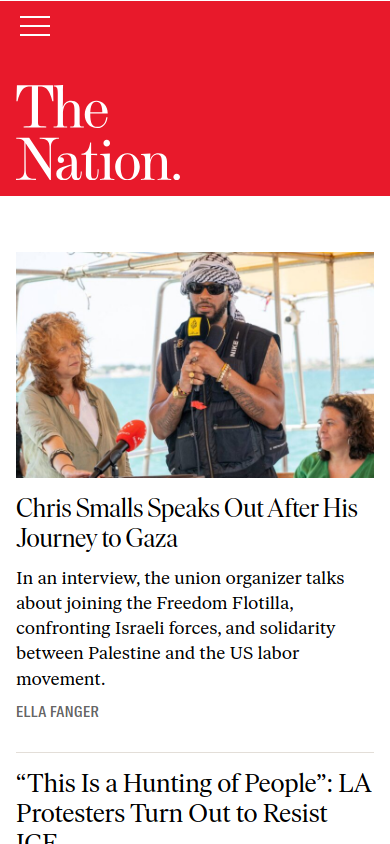 The
Nation.
NIKE
Chris Smalls Speaks Out After His
Journey to Gaza
In an interview, the union organizer talks
about joining the Freedom Flotilla,
confronting Israeli forces, and solidarity
between Palestine and the US labor
movement.
ELLA FANGER
“This Is a Hunting of People”: LA
Protesters Turn Out to Resist
ICE